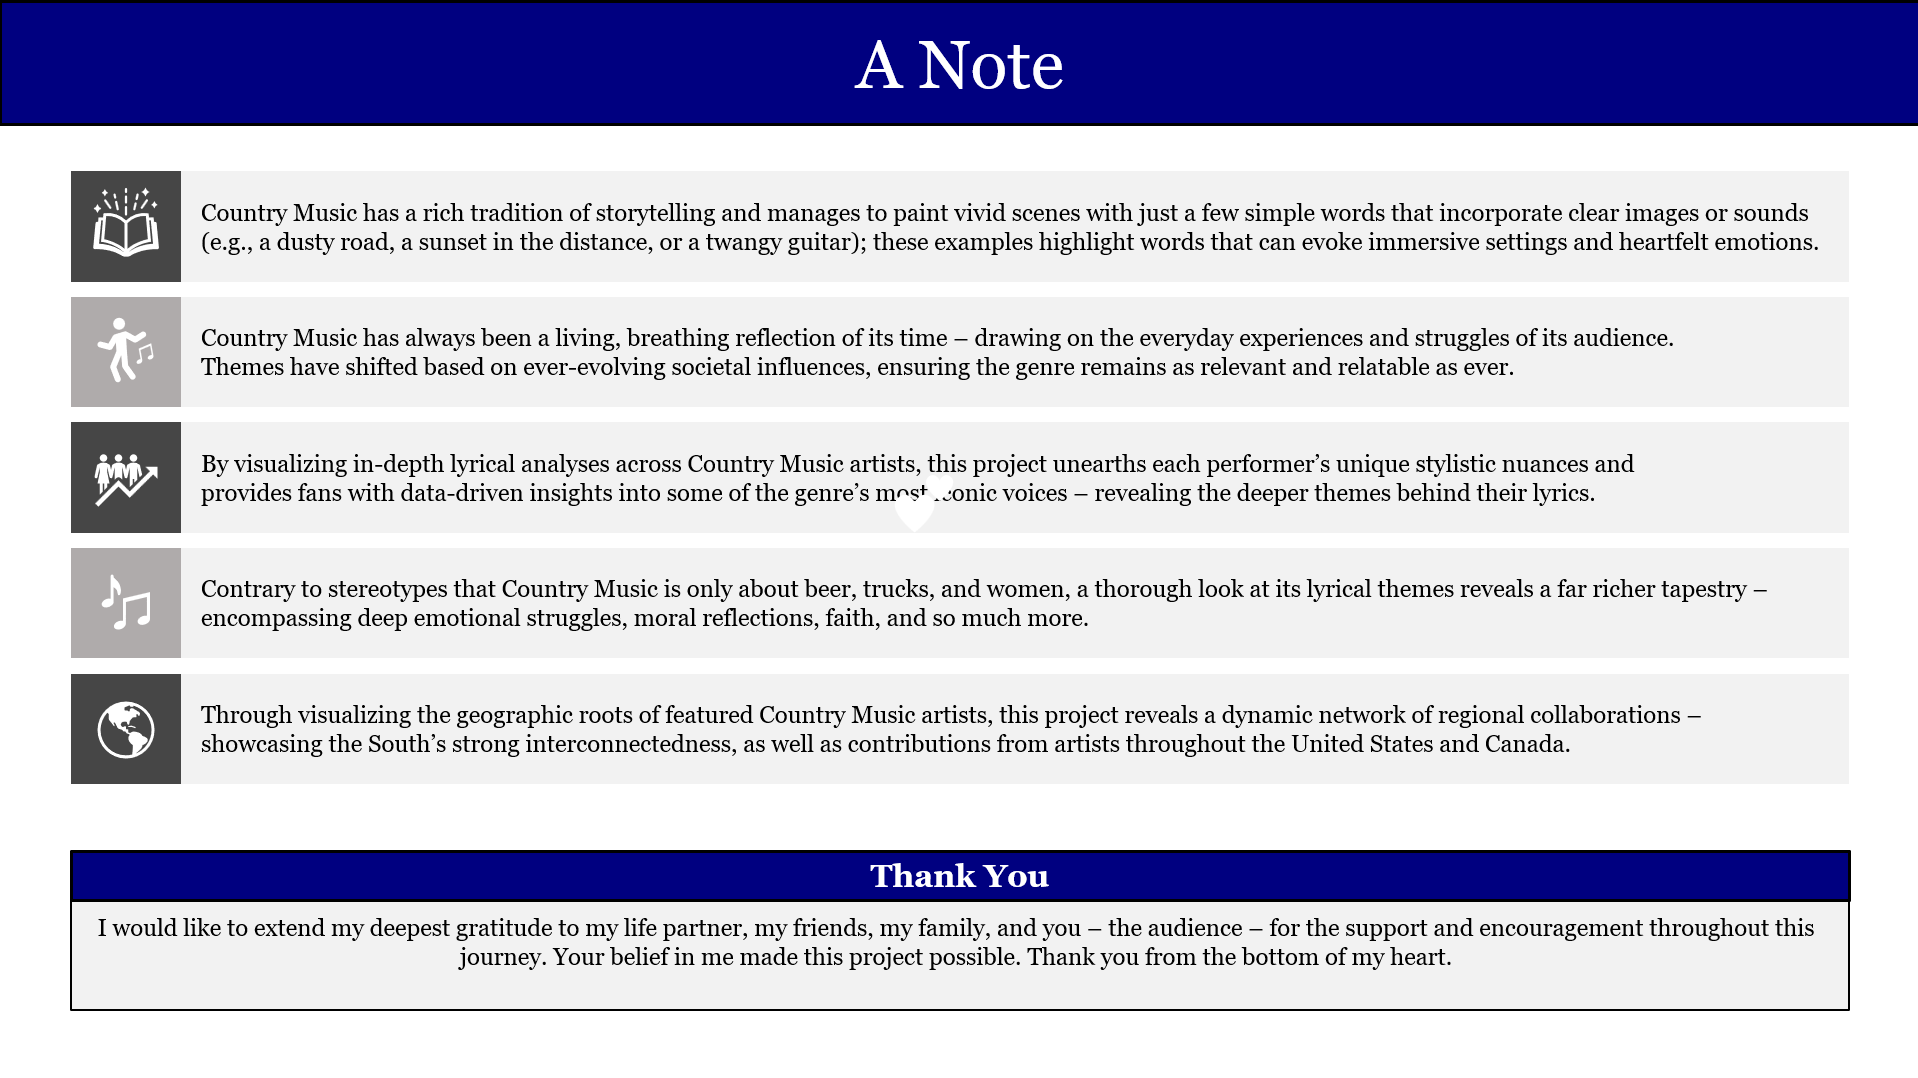 A Note
Country Music has a rich tradition of storytelling and manages to paint vivid scenes with just a few simple words that incorporate clear images or sounds
(e.g., a dusty road, a sunset in the distance, or a twangy guitar); these examples highlight words that can evoke immersive settings and heartfelt emotions.
Country Music has always been a living, breathing reflection of its time – drawing on the everyday experiences and struggles of its audience.
Themes have shifted based on ever-evolving societal influences, ensuring the genre remains as relevant and relatable as ever.
By visualizing in-depth lyrical analyses across Country Music artists, this project unearths each performer’s unique stylistic nuances and
provides fans with data-driven insights into some of the genre’s most iconic voices – revealing the deeper themes behind their lyrics.
Contrary to stereotypes that Country Music is only about beer, trucks, and women, a thorough look at its lyrical themes reveals a far richer tapestry –
encompassing deep emotional struggles, moral reflections, faith, and so much more.
Through visualizing the geographic roots of featured Country Music artists, this project reveals a dynamic network of regional collaborations –
showcasing the South’s strong interconnectedness, as well as contributions from artists throughout the United States and Canada.
Thank You
I would like to extend my deepest gratitude to my life partner, my friends, my family, and you – the audience – for the support and encouragement throughout this
journey. Your belief in me made this project possible. Thank you from the bottom of my heart.